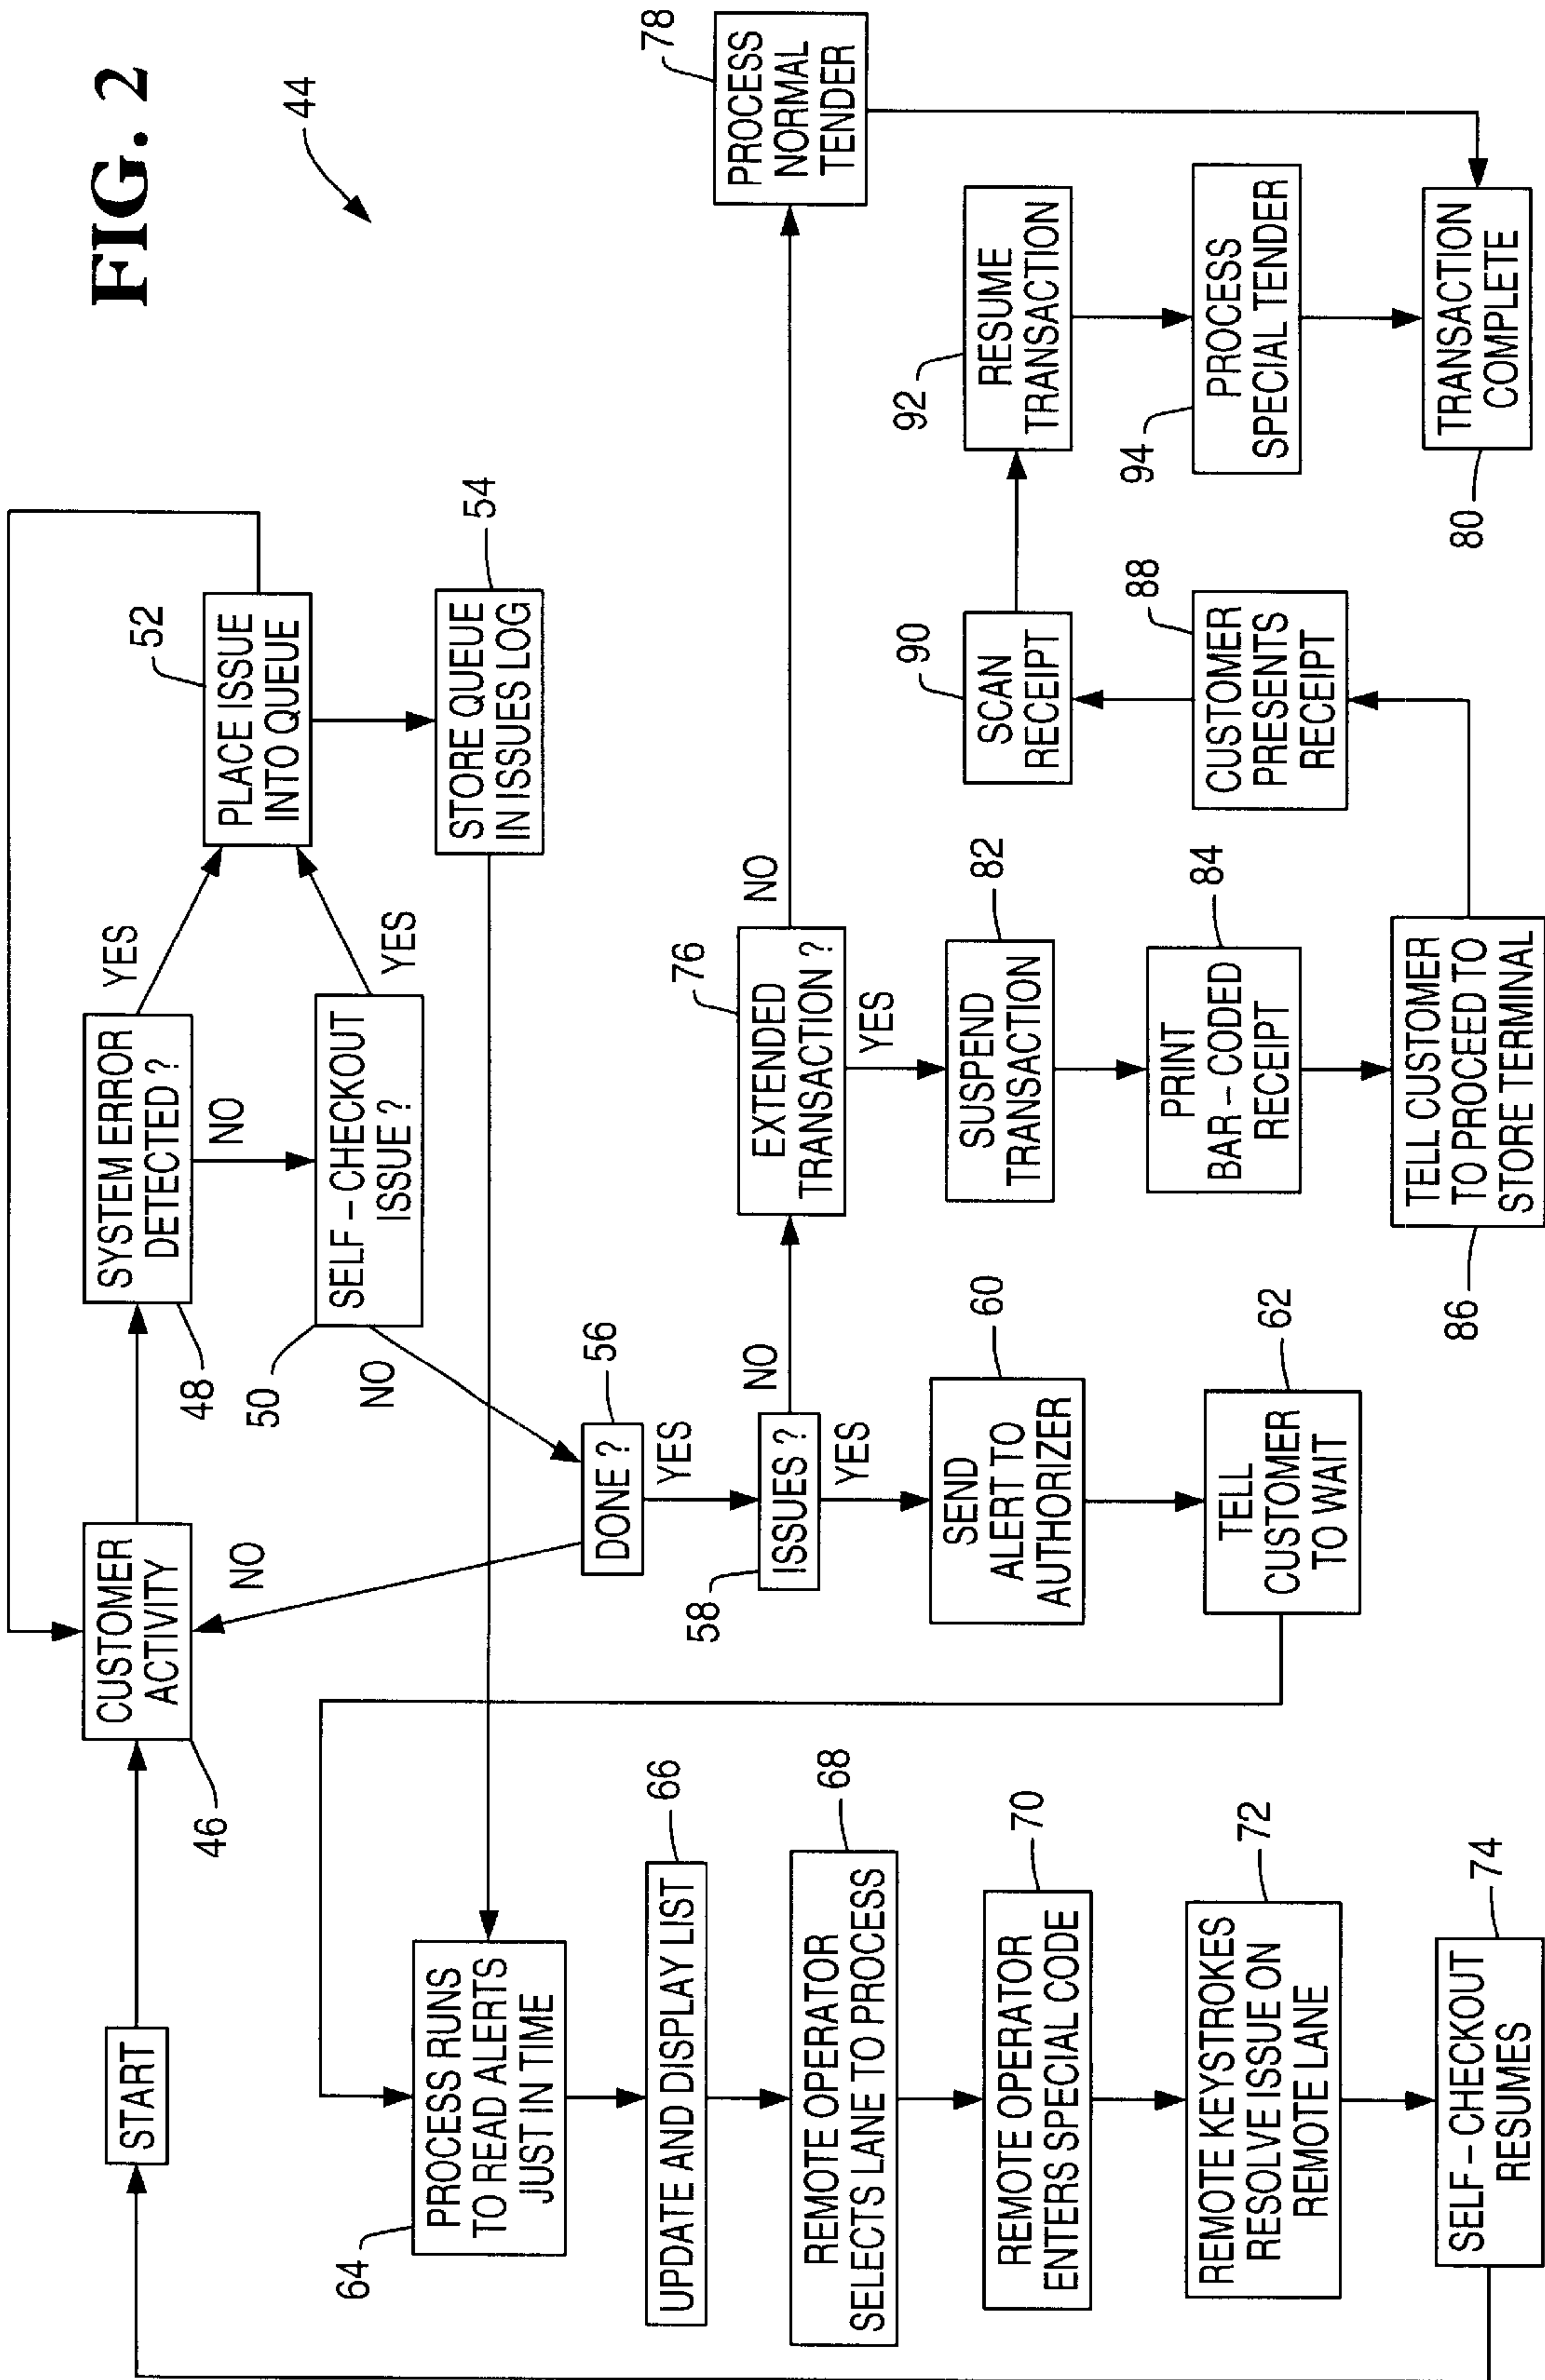 FIG. 2
44
START
CUSTOMER
ACTIVITY
46
SYSTEM ERROR
DETECTED ?
48
YES
NO
SELF – CHECKOUT
ISSUE ?
50
YES
NO
PLACE ISSUE
INTO QUEUE
52
STORE QUEUE
IN ISSUES LOG
54
DONE ?
56
NO
YES
ISSUES ?
58
NO
YES
SEND
ALERT TO
AUTHORIZER
60
TELL
CUSTOMER
TO WAIT
62
PROCESS RUNS
TO READ ALERTS
JUST IN TIME
64
UPDATE AND DISPLAY LIST
66
REMOTE OPERATOR
SELECTS LANE TO PROCESS
68
REMOTE OPERATOR
ENTERS SPECIAL CODE
70
REMOTE KEYSTROKES
RESOLVE ISSUE ON
REMOTE LANE
72
SELF – CHECKOUT
RESUMES
74
EXTENDED
TRANSACTION ?
76
NO
YES
PROCESS
NORMAL
TENDER
78
SUSPEND
TRANSACTION
82
PRINT
BAR – CODED
RECEIPT
84
TELL CUSTOMER
TO PROCEED TO
STORE TERMINAL
86
CUSTOMER
PRESENTS
RECEIPT
88
SCAN
RECEIPT
90
RESUME
TRANSACTION
92
PROCESS
SPECIAL TENDER
94
TRANSACTION
COMPLETE
80